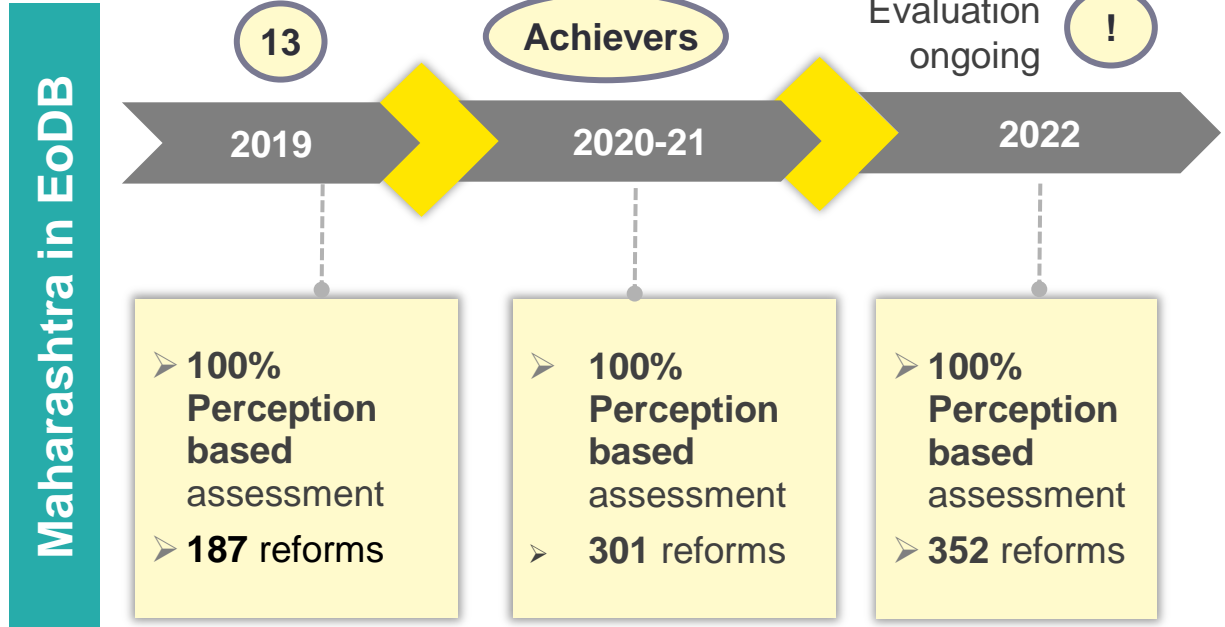 Maharashtra in EoDB
13
Achievers
Evaluation
ongoing
!
2019
2020-21
2022
➢ 100%
Perception
based
assessment
➢ 187 reforms
➢ 100%
Perception
based
assessment
➢ 301 reforms
➢ 100%
Perception
based
assessment
➢ 352 reforms